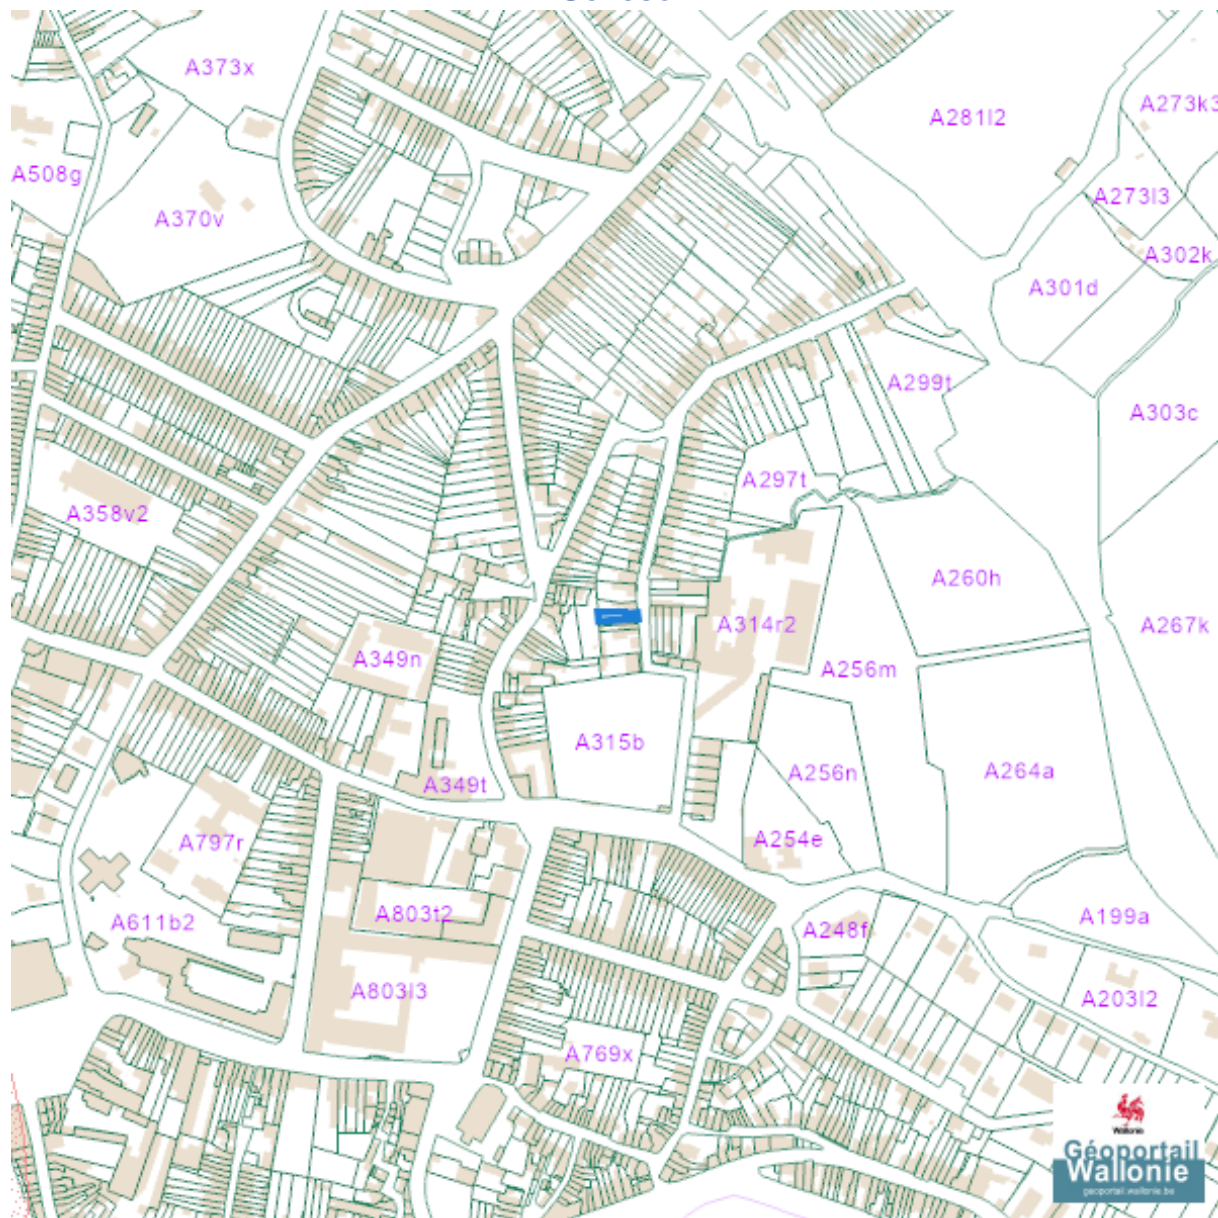 A373x
A281l2
A273k3
A508g
A273l3
A370v
A302k
A301d
A299t
A303c
A297t
A358v2
A260h
A314r2
A267k
A349n
A256m
A315b
A256n
A264a
A349t
A797r
A254e
A803t2
A199a
A611b2
A248f
A803l3
A203l2
A769x
Wallonie
Géoportail
Wallonie
geoportail.wallonie.be